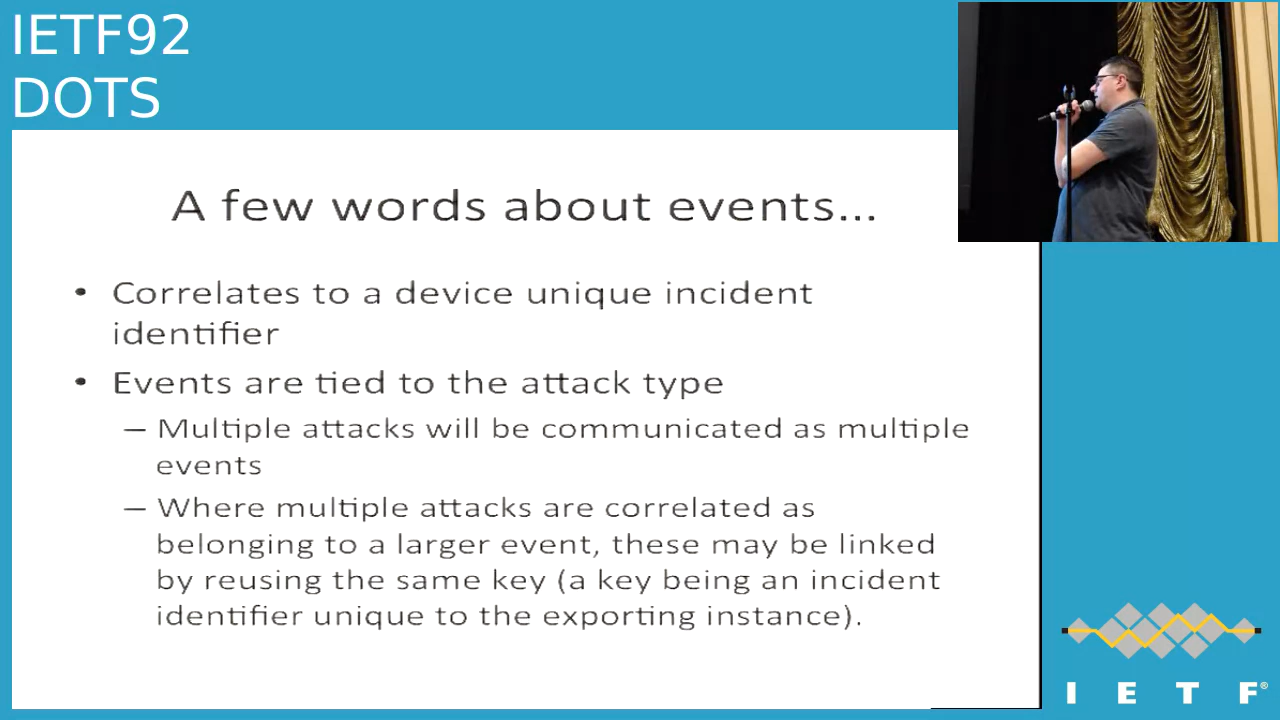 IETF92
DOTS
A few words about events...
• Correlates to a device unique incident
identifier
• Events are tied to the attack type
– Multiple attacks will be communicated as multiple
events
– Where multiple attacks are correlated as
belonging to a larger event, these may be linked
by reusing the same key (a key being an incident
identifier unique to the exporting instance).
I E T F®